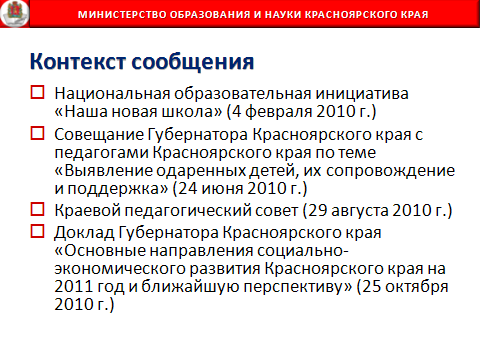 МИНИСТЕРСТВО ОБРАЗОВАНИЯ И НАУКИ КРАСНОЯРСКОГО КРАЯ
Контекст сообщения
Национальная образовательная инициатива
«Наша новая школа» (4 февраля 2010 г.)
Совещание Губернатора Красноярского края с
педагогами Красноярского края по теме
«Выявление одаренных детей, их сопровождение
и поддержка» (24 июня 2010 г.)
Краевой педагогический совет (29 августа 2010 г.)
Доклад Губернатора Красноярского края
«Основные направления социально-
экономического развития Красноярского края на
2011 год и ближайшую перспективу» (25 октября
2010 г.)